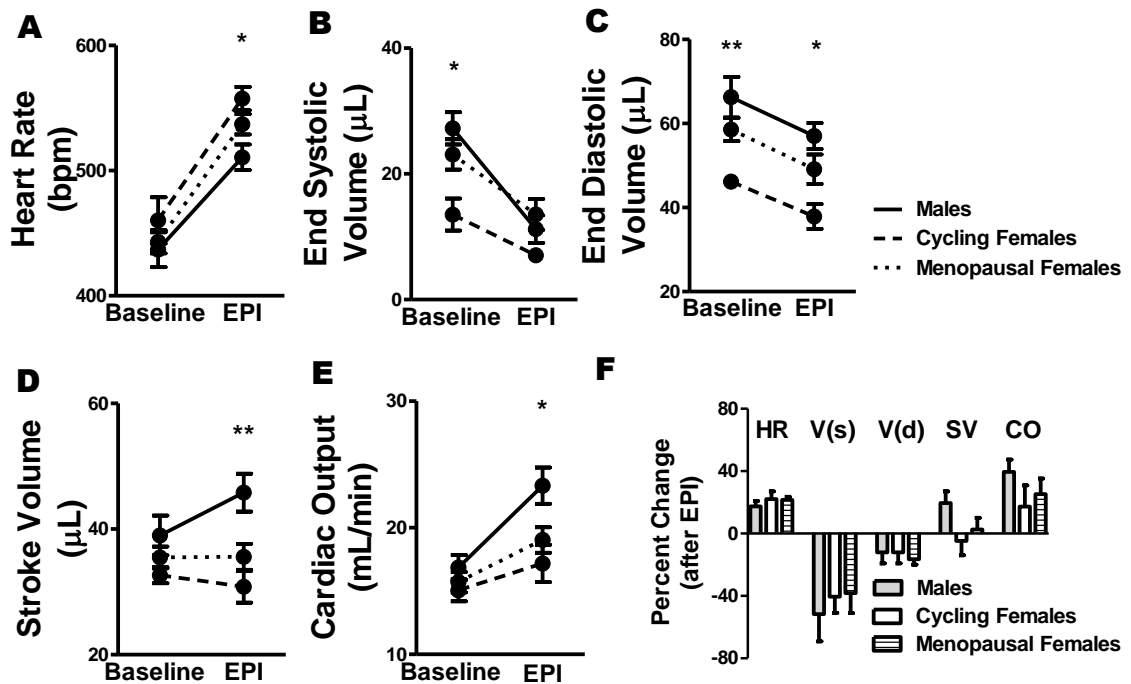 A
Heart Rate
(bpm)
600
500
400
*
Baseline EPI
B
End Systolic
Volume (μL)
40
20
0
*
Baseline EPI
C
End Diastolic
Volume (μL)
80
60
40
20
** *
Baseline EPI
Males
Cycling Females
Menopausal Females
D
Stroke Volume
(μL)
60
40
20
**
Baseline EPI
E
Cardiac Output
(mL/min)
30
20
10
*
Baseline EPI
F
Percent Change
(after EPI)
80
40
0
-40
-80
HR V(s) V(d) SV CO
Males
Cycling Females
Menopausal Females